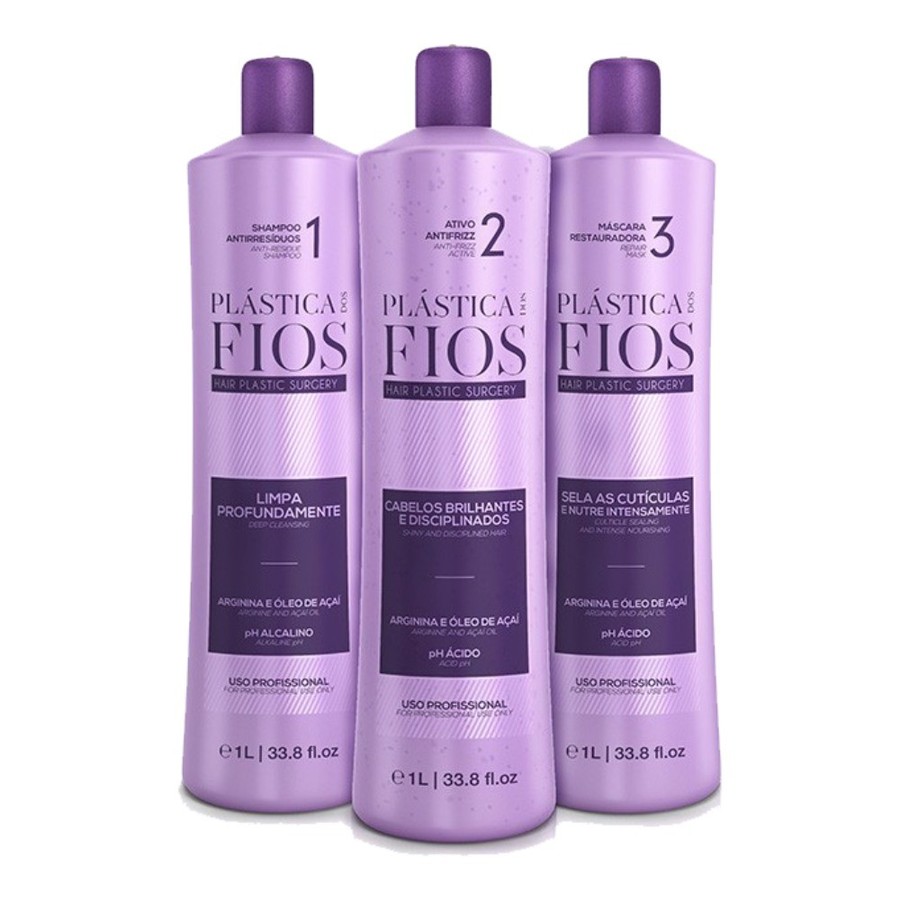 SHAMPOO
ANTIRRESÍDUOS
ANTI-RESIDUE
SHAMPOO
1
PLÁSTICA DOS
FIOS
HAIR PLASTIC SURGERY
LIMPA
PROFUNDAMENTE
DEEP CLEANSING
ARGININA E ÓLEO DE AÇAÍ
ARGININE AND AÇAÍ OIL
pH ALCALINO
ALKALINE pH
USO PROFISSIONAL
FOR PROFESSIONAL USE ONLY
℮ 1L | 33.8 fl.oz
ATIVO
ANTIFRIZZ
ANTI-FRIZZ
ACTIVE
2
PLÁSTICA DOS
FIOS
HAIR PLASTIC SURGERY
CABELOS BRILHANTES
E DISCIPLINADOS
SHINY AND DISCIPLINED HAIR
ARGININA E ÓLEO DE AÇAÍ
ARGININE AND AÇAÍ OIL
pH ÁCIDO
ACID pH
USO PROFISSIONAL
FOR PROFESSIONAL USE ONLY
℮ 1L | 33.8 fl.oz
MÁSCARA
RESTAURADORA
REPAIR
MASK
3
PLÁSTICA DOS
FIOS
HAIR PLASTIC SURGERY
SELA AS CUTÍCULAS
E NUTRE INTENSAMENTE
CULTICLE SEALING
AND INTENSE NOURISHING
ARGININA E ÓLEO DE AÇAÍ
ARGININE AND AÇAÍ OIL
pH ÁCIDO
ACID pH
USO PROFISSIONAL
FOR PROFESSIONAL USE ONLY
℮ 1L | 33.8 fl.oz